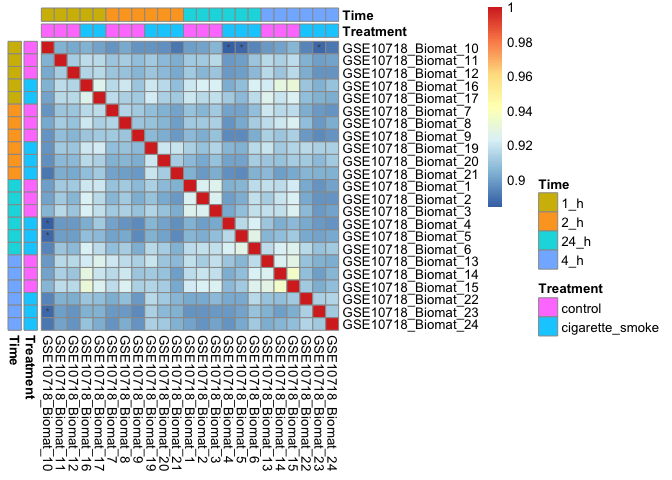 Time
Treatment
GSE10718_Biomat_10
GSE10718_Biomat_11
GSE10718_Biomat_12
GSE10718_Biomat_16
GSE10718_Biomat_17
GSE10718_Biomat_7
GSE10718_Biomat_8
GSE10718_Biomat_9
GSE10718_Biomat_19
GSE10718_Biomat_20
GSE10718_Biomat_21
GSE10718_Biomat_1
GSE10718_Biomat_2
GSE10718_Biomat_3
GSE10718_Biomat_4
GSE10718_Biomat_5
GSE10718_Biomat_6
GSE10718_Biomat_13
GSE10718_Biomat_14
GSE10718_Biomat_15
GSE10718_Biomat_22
GSE10718_Biomat_23
GSE10718_Biomat_24
1
0.98
0.96
0.94
0.92
0.9
Time
1_h
2_h
24_h
4_h
Treatment
control
cigarette_smoke
Time
Treatment
GSE10718_Biomat_10
GSE10718_Biomat_11
GSE10718_Biomat_12
GSE10718_Biomat_16
GSE10718_Biomat_17
GSE10718_Biomat_7
GSE10718_Biomat_8
GSE10718_Biomat_9
GSE10718_Biomat_19
GSE10718_Biomat_20
GSE10718_Biomat_21
GSE10718_Biomat_1
GSE10718_Biomat_2
GSE10718_Biomat_3
GSE10718_Biomat_4
GSE10718_Biomat_5
GSE10718_Biomat_6
GSE10718_Biomat_13
GSE10718_Biomat_14
GSE10718_Biomat_15
GSE10718_Biomat_22
GSE10718_Biomat_23
GSE10718_Biomat_24